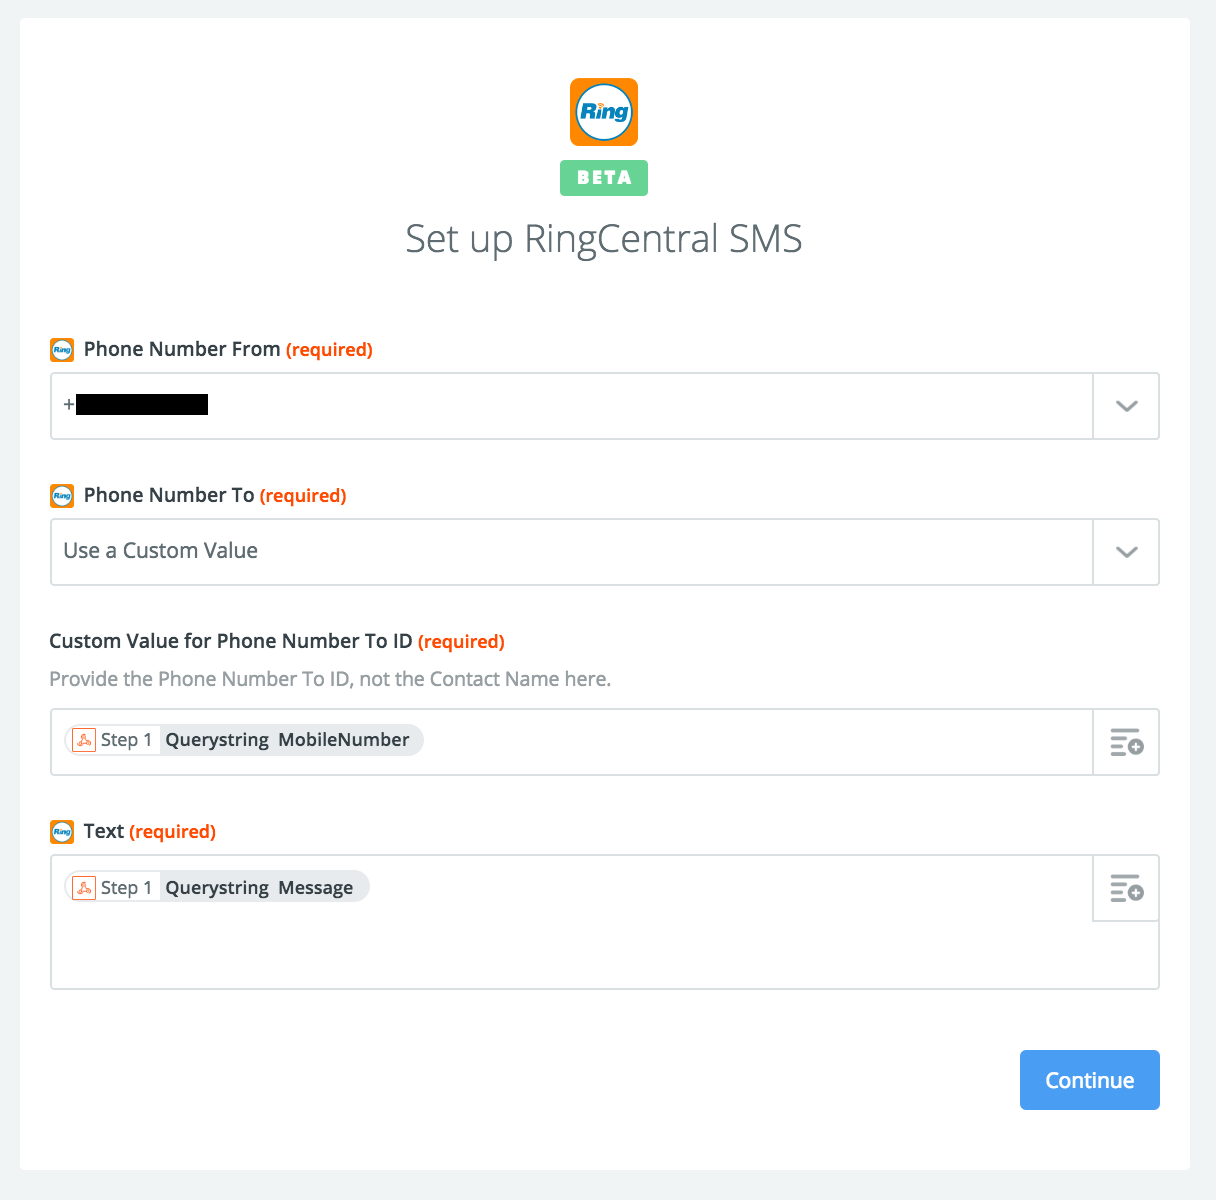 Ring
BETA
Set up RingCentral SMS
Ring Phone Number From (required)
+
Ring Phone Number To (required)
Use a Custom Value
Custom Value for Phone Number To ID (required)
Provide the Phone Number To ID, not the Contact Name here.
Step 1 Querystring MobileNumber
Ring Text (required)
Step 1 Querystring Message
Continue